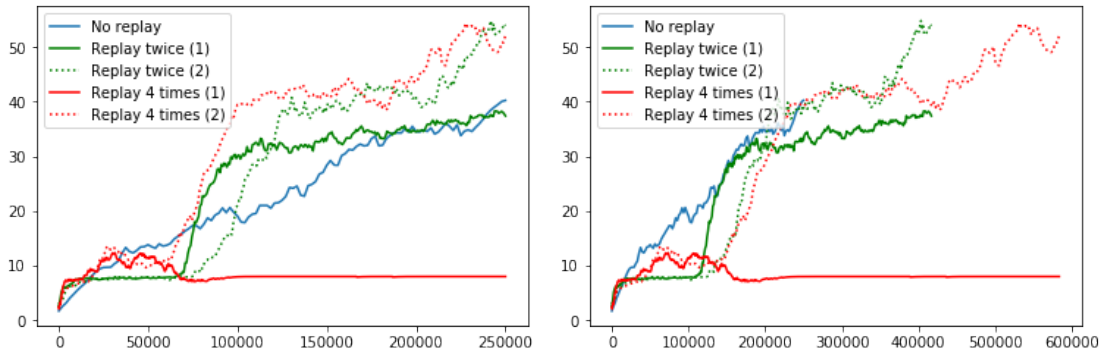 No replay
Replay twice (1)
Replay twice (2)
Replay 4 times (1)
Replay 4 times (2)
50
40
30
20
10
0
0 50000 100000 150000 200000 250000
No replay
Replay twice (1)
Replay twice (2)
Replay 4 times (1)
Replay 4 times (2)
50
40
30
20
10
0
0 100000 200000 300000 400000 500000 600000